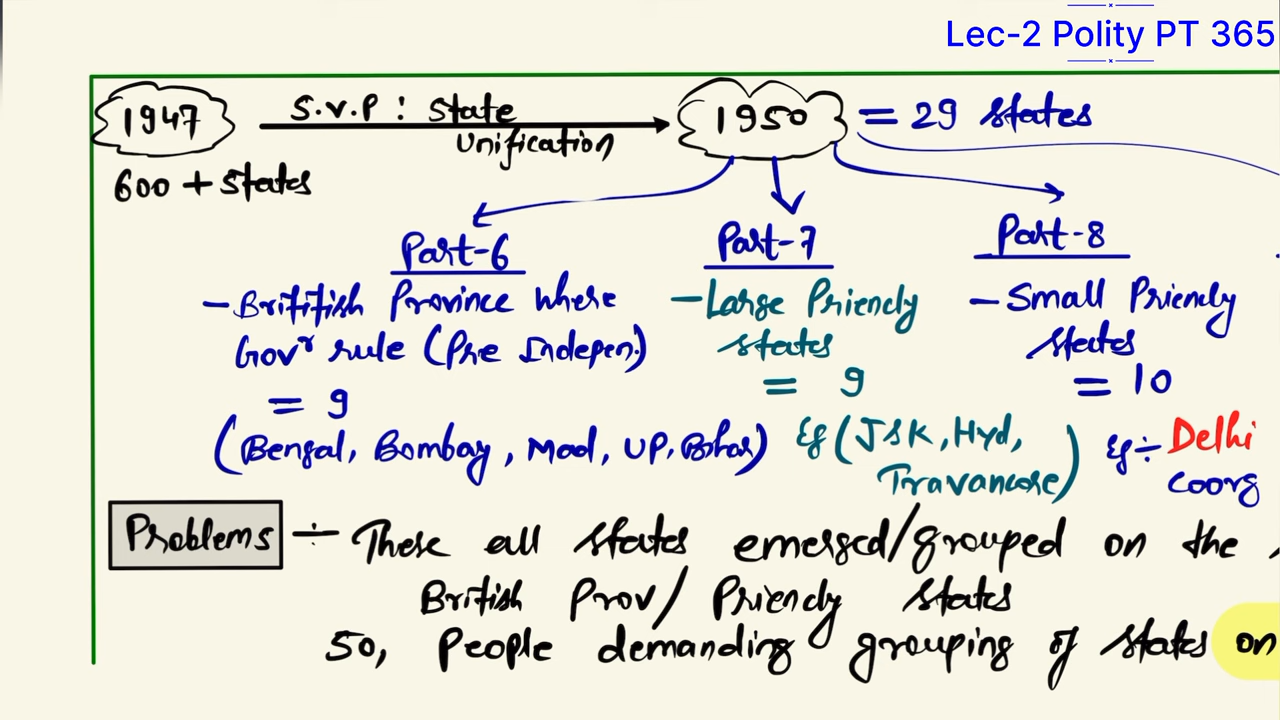 Lec-2 Polity PT 365
1947
S.V.P : State
Unification
1950
= 29 States
600 + States
Part-6
- Britifish Province Where
Govr rule (Pre Indepen.)
= 9
(Bengal, Bombay, Mad, UP, Bihar)
Part-7
- Large Priencly
states
= 9
Eg (J&K, Hyd,
Travancore)
Part-8
- Small Priencly
States
= 10
Eg ÷ Delhi
Coorg
Problems ÷ These all states emerged/grouped on the
British Prov/ Priencly States
So, People demanding grouping of States on